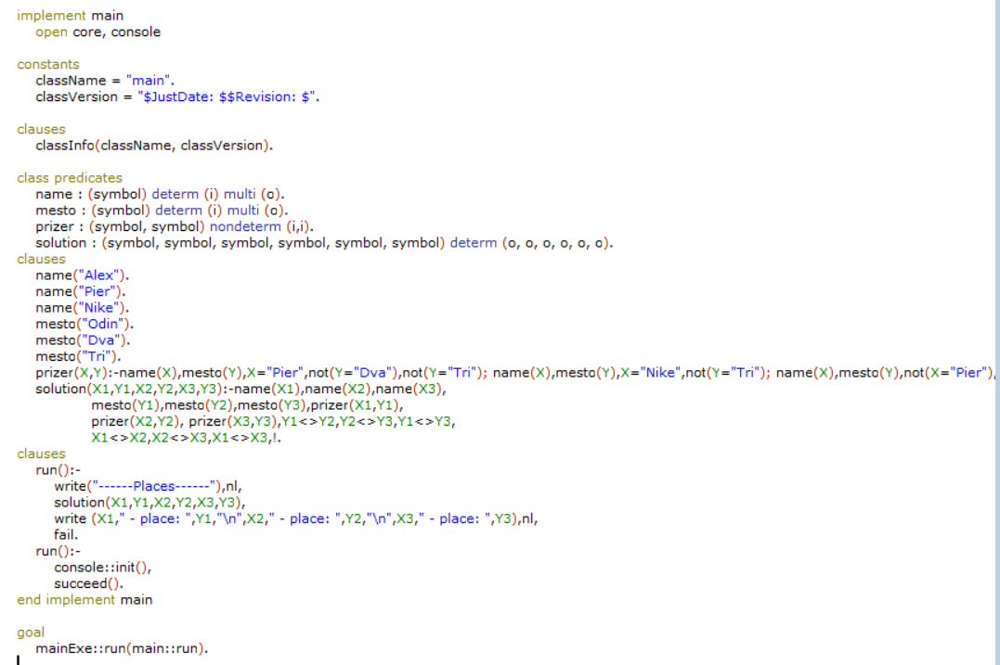 implement main
open core, console
constants
className = "main".
classVersion = "$JustDate: $$Revision: $".
clauses
classInfo(className, classVersion).
class predicates
name : (symbol) determ (i) multi (o).
mesto : (symbol) determ (i) multi (o).
prizer : (symbol, symbol) nondeterm (i,i).
solution : (symbol, symbol, symbol, symbol, symbol, symbol) determ (o, o, o, o, o, o).
clauses
name("Alex").
name("Pier").
name("Nike").
mesto("Odin").
mesto("Dva").
mesto("Tri").
prizer(X,Y):-name(X),mesto(Y),X="Pier",not(Y="Dva"),not(Y="Tri"); name(X),mesto(Y),X="Nike",not(Y="Tri"); name(X),mesto(Y),not(X="Pier"),
solution(X1,Y1,X2,Y2,X3,Y3):-name(X1),name(X2),name(X3),
mesto(Y1),mesto(Y2),mesto(Y3),prizer(X1,Y1),
prizer(X2,Y2), prizer(X3,Y3),Y1<>Y2,Y2<>Y3,Y1<>Y3,
X1<>X2,X2<>X3,X1<>X3,!.
clauses
run():-
write("------Places------"),nl,
solution(X1,Y1,X2,Y2,X3,Y3),
write (X1," - place: ",Y1,"\n",X2," - place: ",Y2,"\n",X3," - place: ",Y3),nl,
fail.
run():-
console::init(),
succeed().
end implement main
goal
mainExe::run(main::run).